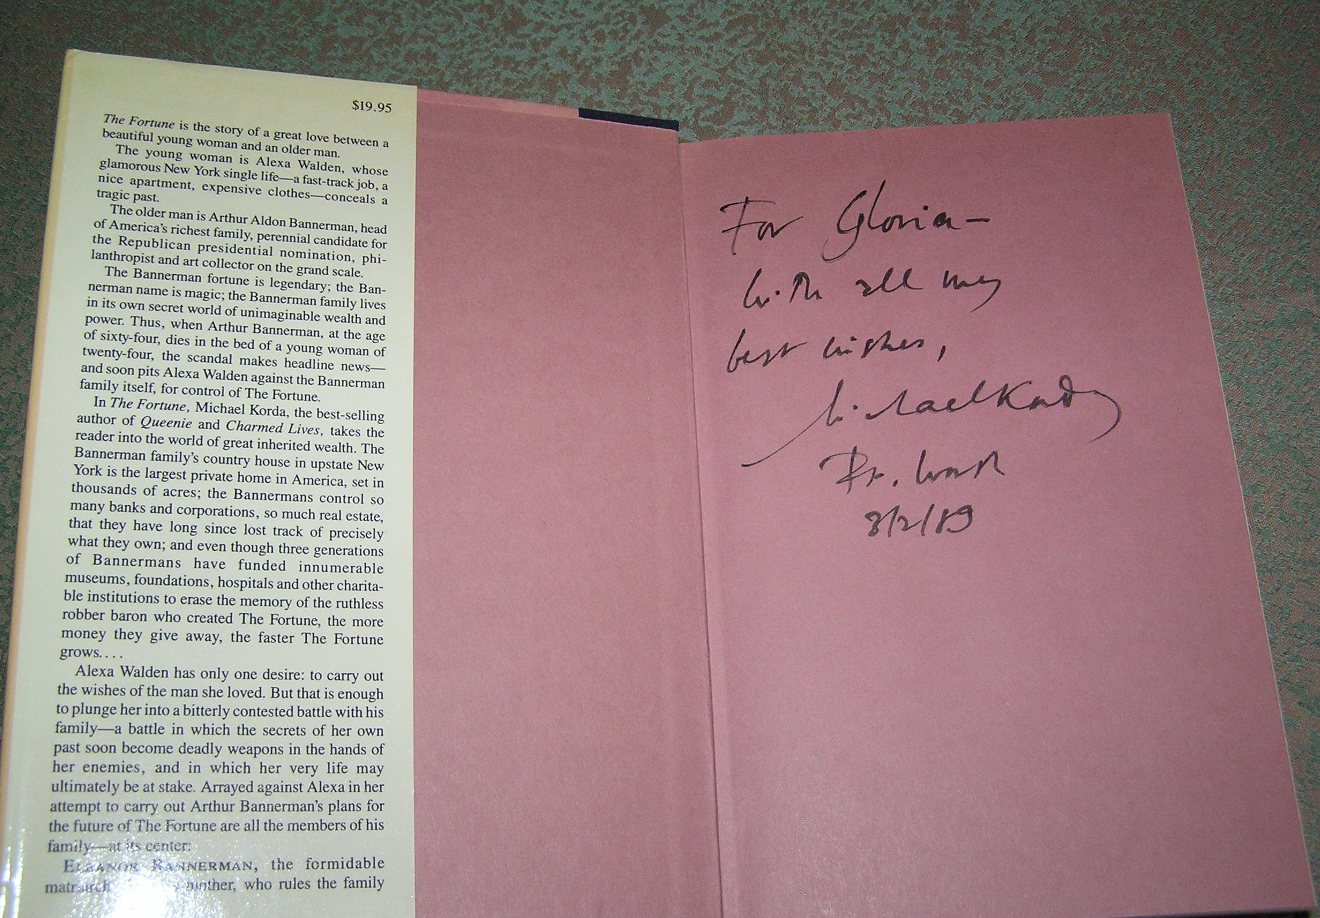 $19.95
The Fortune is the story of a great love between a
beautiful young woman and an older man.
The young woman is Alexa Walden, whose
glamorous New York single life—a fast-track job, a
nice apartment, expensive clothes—conceals a
tragic past.
The older man is Arthur Aldon Bannerman, head
of America's richest family, perennial candidate for
the Republican presidential nomination, phi-
lanthropist and art collector on the grand scale.
The Bannerman fortune is legendary; the Ban-
nerman name is magic; the Bannerman family lives
in its own secret world of unimaginable wealth and
power. Thus, when Arthur Bannerman, at the age
of sixty-four, dies in the bed of a young woman of
twenty-four, the scandal makes headline news—
and soon pits Alexa Walden against the Bannerman
family itself, for control of The Fortune.
In The Fortune, Michael Korda, the best-selling
author of Queenie and Charmed Lives, takes the
reader into the world of great inherited wealth. The
Bannerman family's country house in upstate New
York is the largest private home in America, set in
thousands of acres; the Bannermans control so
many banks and corporations, so much real estate,
that they have long since lost track of precisely
what they own; and even though three generations
of Bannermans have funded innumerable
museums, foundations, hospitals and other charita-
ble institutions to erase the memory of the ruthless
robber baron who created The Fortune, the more
money they give away, the faster The Fortune
grows....
Alexa Walden has only one desire: to carry out
the wishes of the man she loved. But that is enough
to plunge her into a bitterly contested battle with his
family—a battle in which the secrets of her own
past soon become deadly weapons in the hands of
her enemies, and in which her very life may
ultimately be at stake. Arrayed against Alexa in her
attempt to carry out Arthur Bannerman's plans for
the future of The Fortune are all the members of his
family—at its center:
ELEANOR BANNERMAN, the formidable
matriarch mother, who rules the family
For Gloria—
with all my
best wishes,
Michael Korda
Ft. Worth
8/2/89